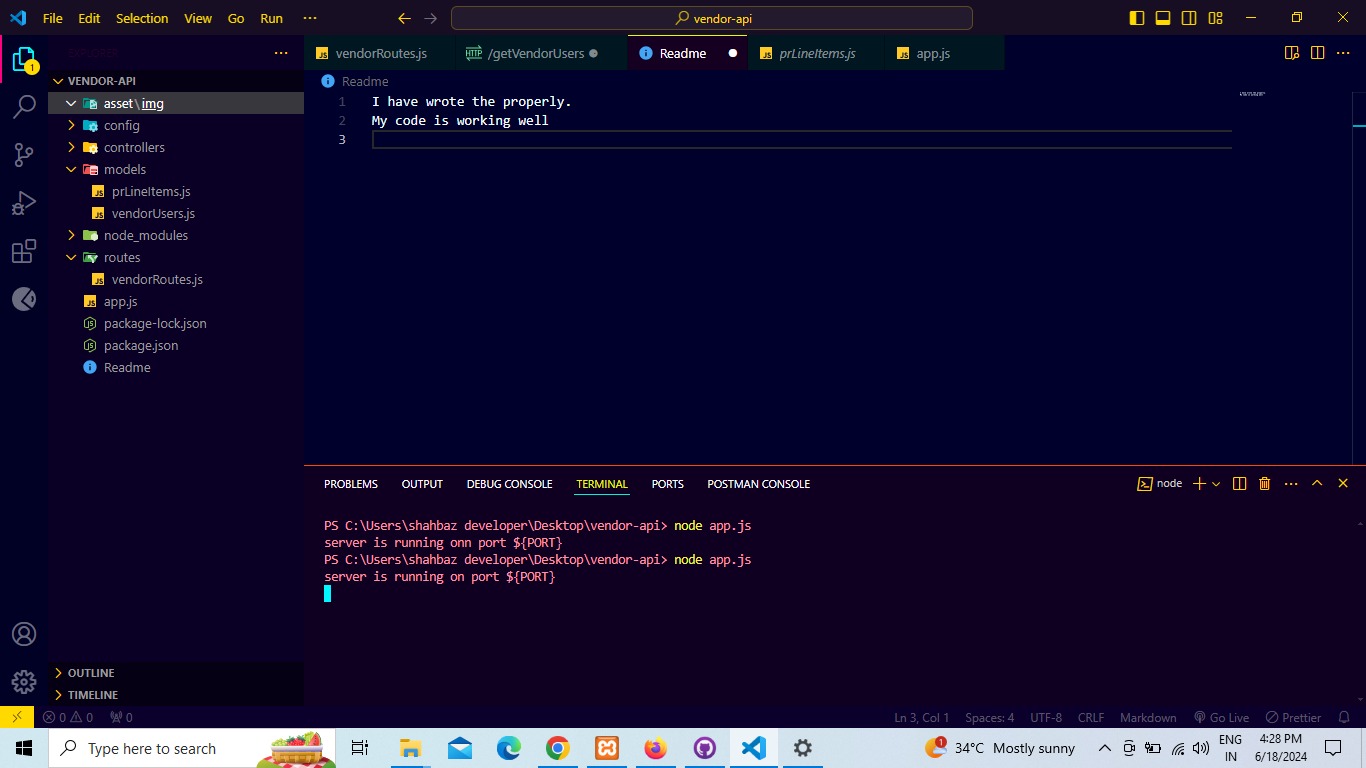 File Edit Selection View Go Run ···
vendor-api
EXPLORER
VENDOR-API
asset\img
config
controllers
models
prLineItems.js
vendorUsers.js
node_modules
routes
vendorRoutes.js
app.js
package-lock.json
package.json
Readme
OUTLINE
TIMELINE
1
vendorRoutes.js
HTTP /getVendorUsers
Readme
prLineItems.js
app.js
Readme
1 I have wrote the properly.
2 My code is working well
3
PROBLEMS OUTPUT DEBUG CONSOLE TERMINAL PORTS POSTMAN CONSOLE
node
PS C:\Users\shahbaz developer\Desktop\vendor-api> node app.js
server is running onn port ${PORT}
PS C:\Users\shahbaz developer\Desktop\vendor-api> node app.js
server is running on port ${PORT}
0 0 0
Ln 3, Col 1 Spaces: 4 UTF-8 CRLF Markdown Go Live Prettier
Type here to search
1 34°C Mostly sunny
ENG
IN
4:28 PM
6/18/2024